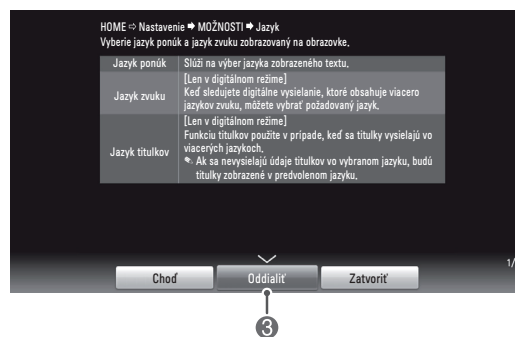 HOME ⇨ Nastavenie ➡ MOŽNOSTI ➡ Jazyk
Vyberie jazyk ponúk a jazyk zvuku zobrazovaný na obrazovke.
Jazyk ponúk Slúži na výber jazyka zobrazeného textu.
[Len v digitálnom režime]
Keď sledujete digitálne vysielanie, ktoré obsahuje viacero
Jazyk zvuku jazykov zvuku, môžete vybrať požadovaný jazyk.
[Len v digitálnom režime]
Funkciu titulkov použite v prípade, keď sa titulky vysielajú vo
viacerých jazykoch.
Jazyk titulkov
✎ Ak sa nevysielajú údaje titulkov vo vybranom jazyku, budú
titulky zobrazené v predvolenom jazyku.
1/
Choď Oddialiť Zatvoriť
3